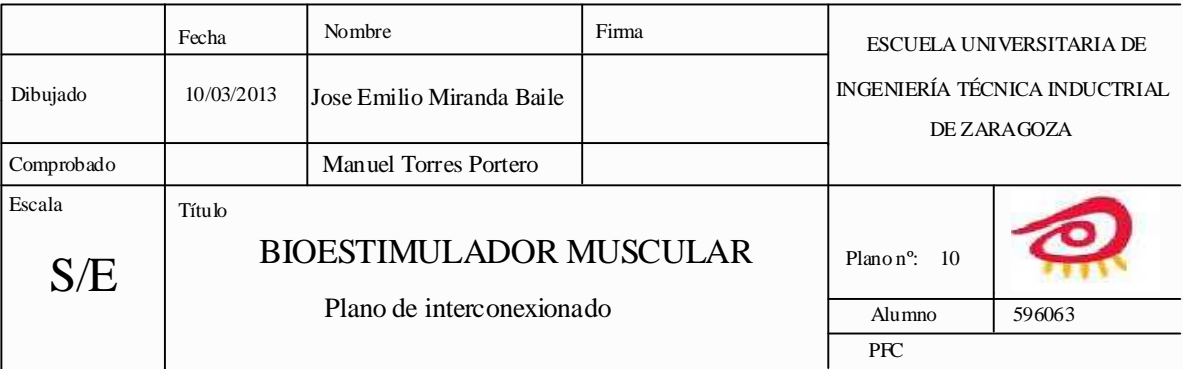 Fecha
Nombre
Firma
ESCUELA UNIVERSITARIA DE
INGENIERÍA TÉCNICA INDUCTRIAL
DE ZARAGOZA
Dibujado
10/03/2013
Jose Emilio Miranda Baile
Comprobado
Manuel Torres Portero
Escala
S/E
Título
BIOESTIMULADOR MUSCULAR
Plano de interconexionado
Plano nº: 10
Alumno
596063
PFC